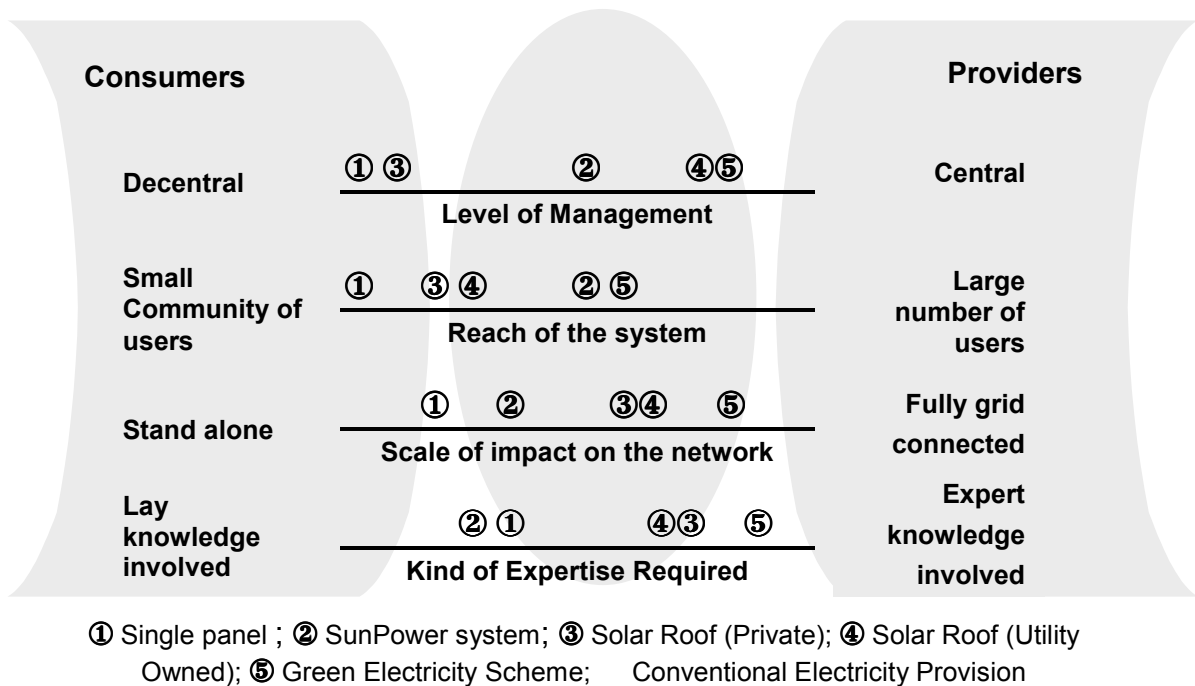 Consumers
Providers
① ③ ② ④⑤
Decentral
Central
Level of Management
Small
Community of
users
① ③ ④ ② ⑤
Large
number of
users
Reach of the system
① ② ③④ ⑤
Stand alone
Fully grid
connected
Scale of impact on the network
Lay
knowledge
involved
② ① ④③ ⑤
Expert
knowledge
involved
Kind of Expertise Required
① Single panel ; ② SunPower system; ③ Solar Roof (Private); ④ Solar Roof (Utility
Owned); ⑤ Green Electricity Scheme; Conventional Electricity Provision